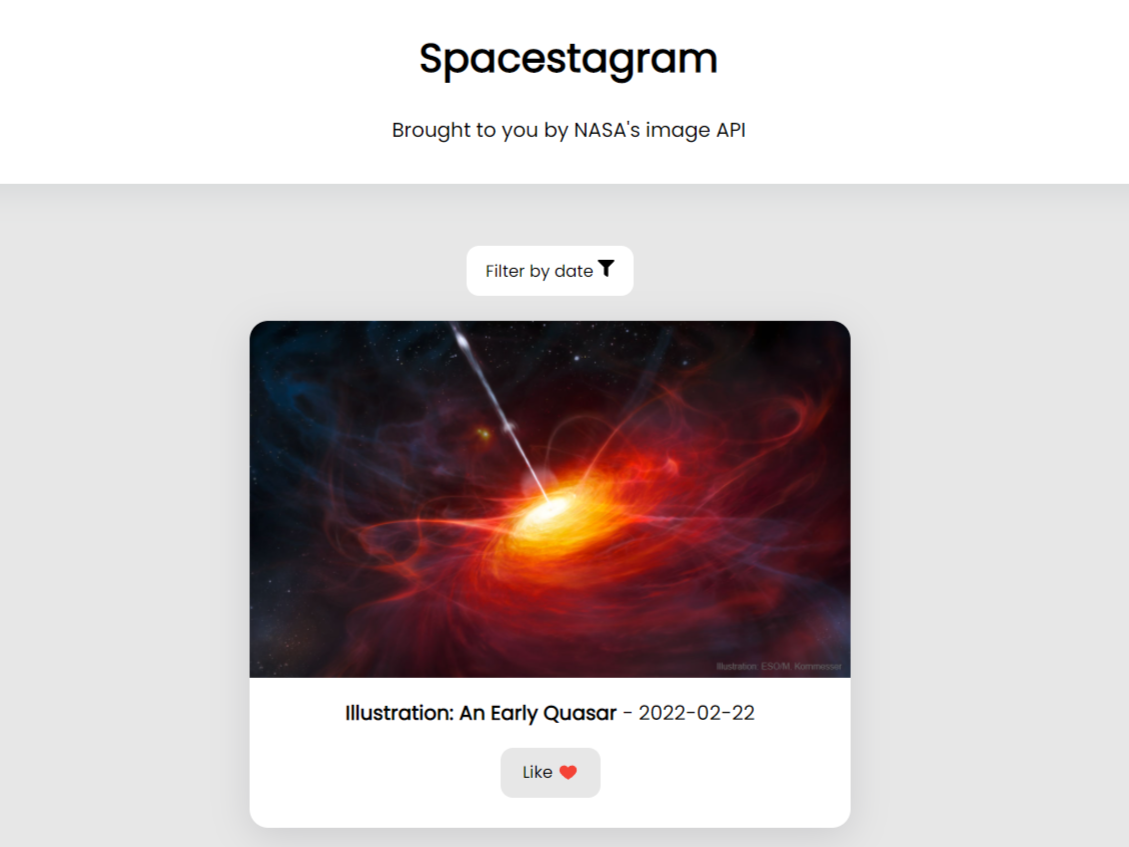 Spacestagram
Brought to you by NASA's image API
Filter by date
Illustration: ESO/M. Kornmesser
Illustration: An Early Quasar - 2022-02-22
Like